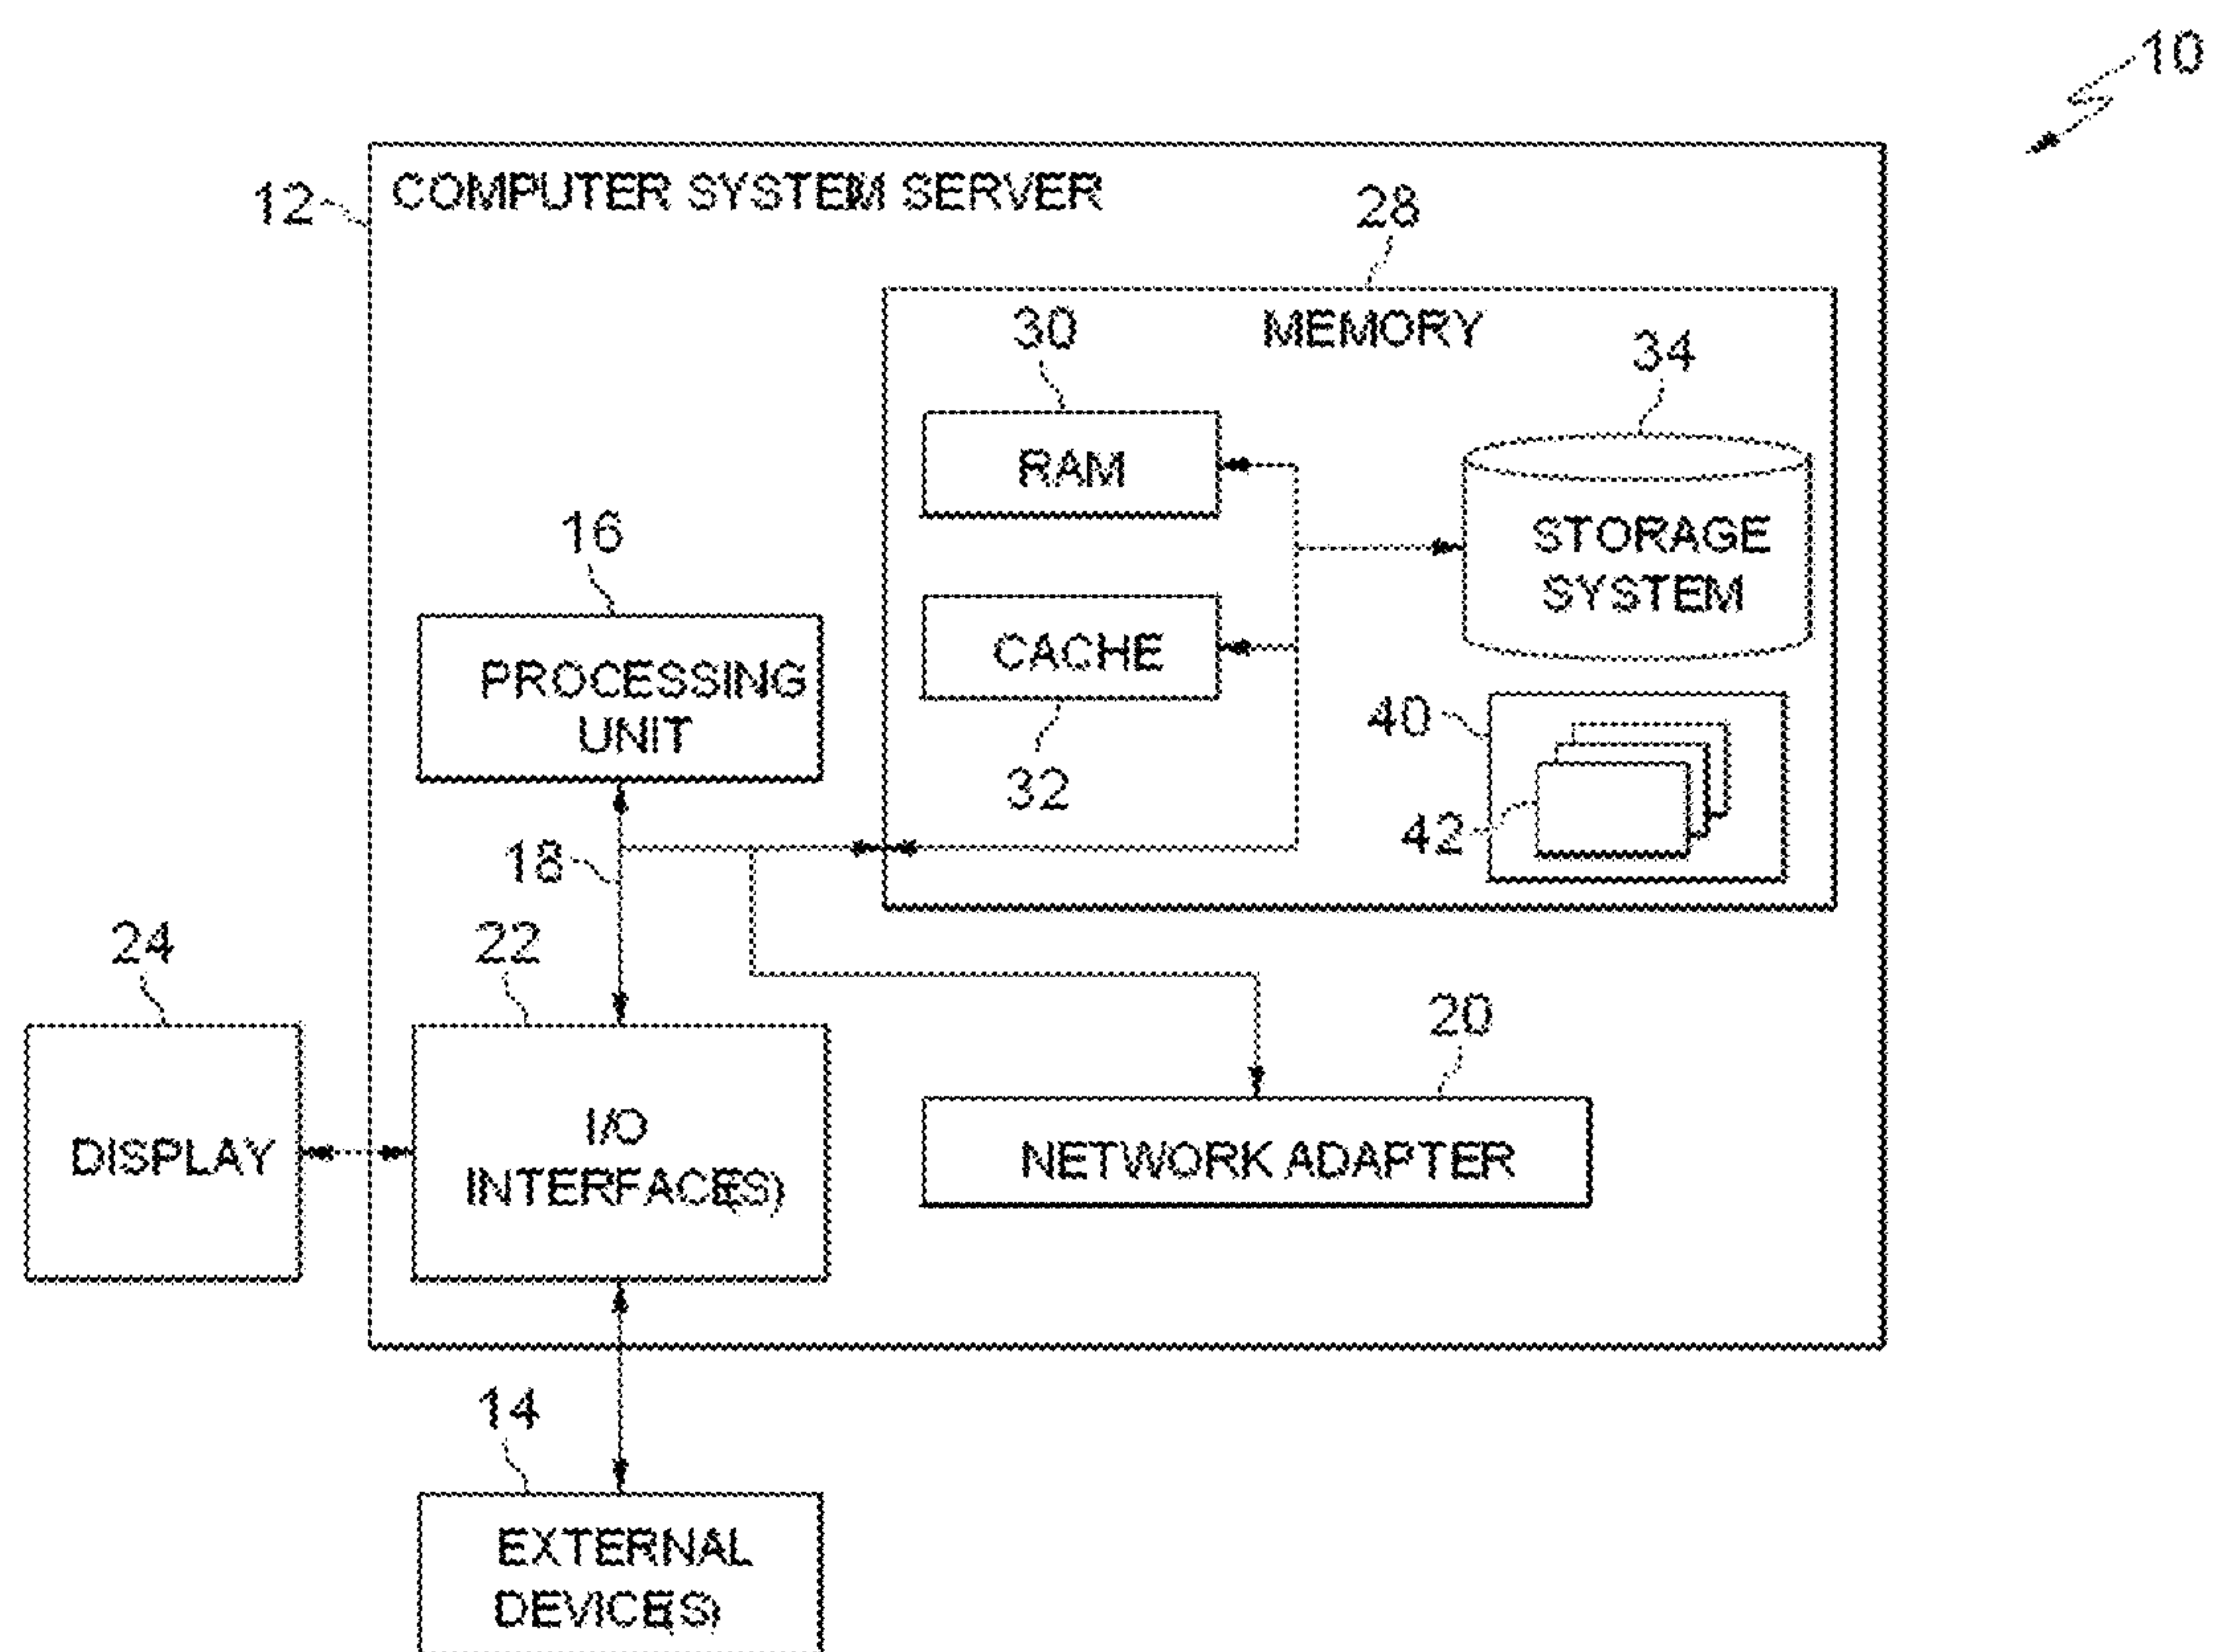 10
12
COMPUTER SYSTEM SERVER
28
30
MEMORY
34
RAM
16
STORAGE
SYSTEM
CACHE
PROCESSING
UNIT
40
32
42
18
24
22
20
I/O
DISPLAY
NETWORK ADAPTER
INTERFACE(S)
14
EXTERNAL
DEVICE(S)